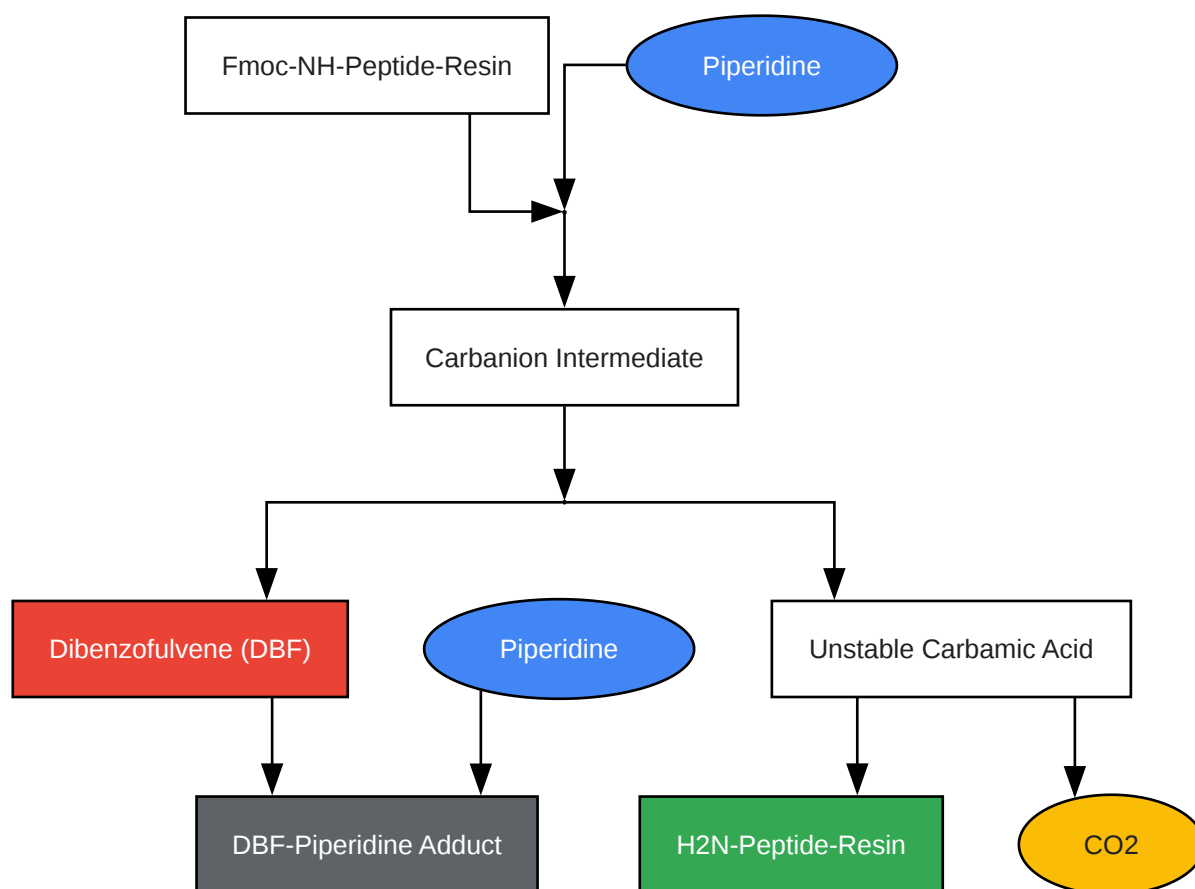 Fmoc-NH-Peptide-Resin
Piperidine
Carbanion Intermediate
Dibenzofulvene (DBF)
Piperidine
Unstable Carbamic Acid
DBF-Piperidine Adduct
H2N-Peptide-Resin
CO2